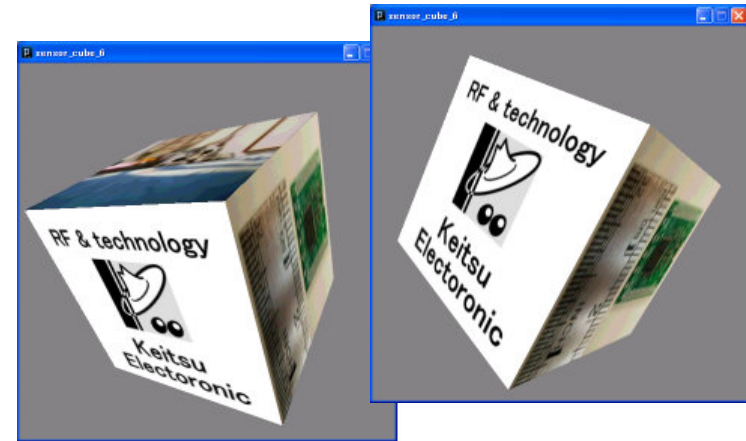 sensor_cube_6
RF & technology
Keitsu
Electoronic
sensor_cube_6
RF & technology
Keitsu
Electoronic